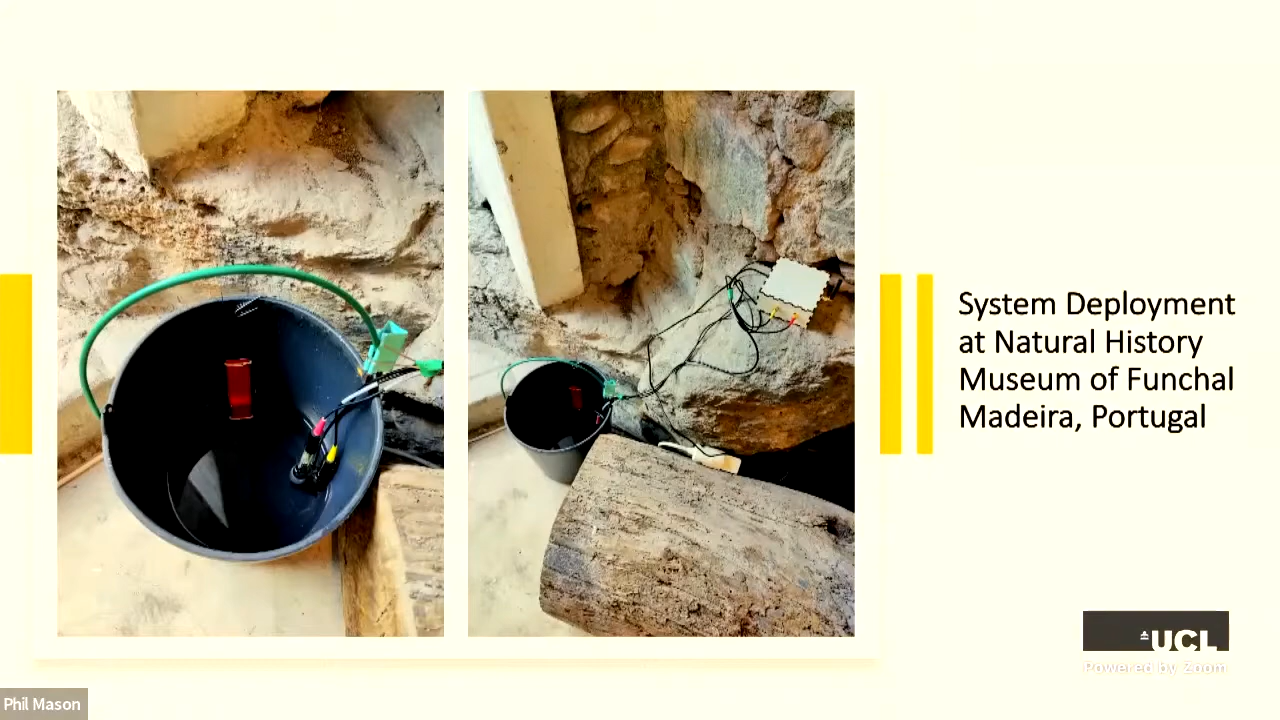 System Deployment
at Natural History
Museum of Funchal
Madeira, Portugal
UCL
Powered by Zoom
Phil Mason